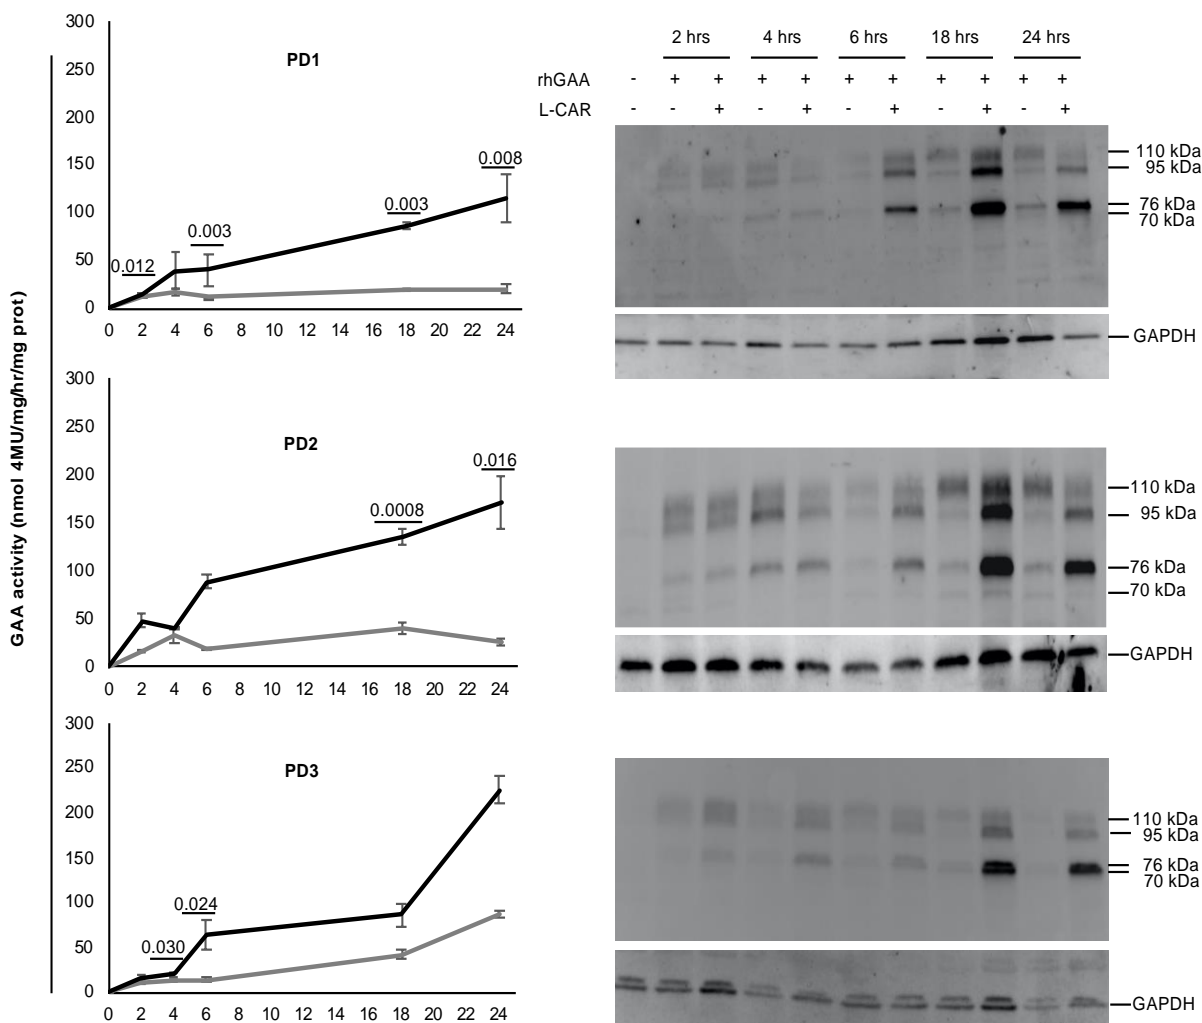 GAA activity (nmol 4MU/mg/hr/mg prot)
PD1
300
250
200
150
100
50
0
0.012
0.003
0.003
0.008
0 2 4 6 8 10 12 14 16 18 20 22 24
PD2
300
250
200
150
100
50
0
0.0008
0.016
0 2 4 6 8 10 12 14 16 18 20 22 24
PD3
300
250
200
150
100
50
0
0.030
0.024
0 2 4 6 8 10 12 14 16 18 20 22 24
2 hrs 4 hrs 6 hrs 18 hrs 24 hrs
rhGAA - + + + + + + + + + +
L-CAR - - + - + - + - + - +
110 kDa
95 kDa
76 kDa
70 kDa
GAPDH
110 kDa
95 kDa
76 kDa
70 kDa
GAPDH
110 kDa
95 kDa
76 kDa
70 kDa
GAPDH